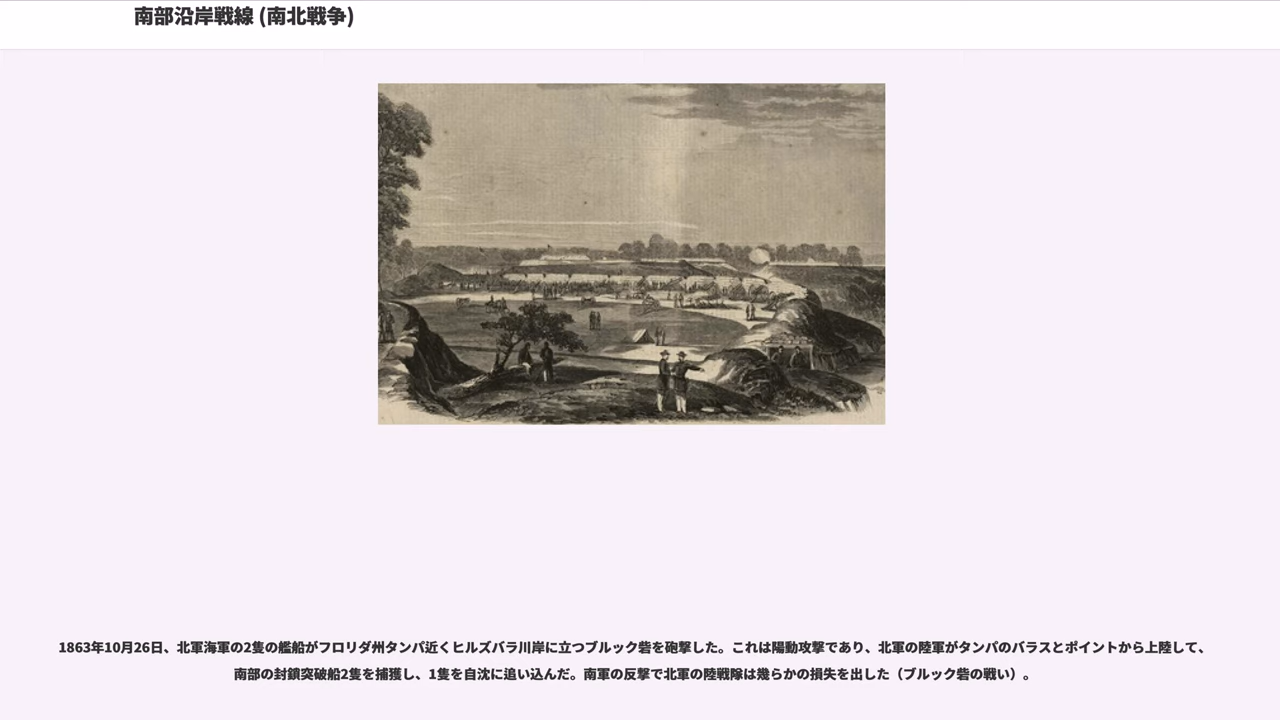 南部沿岸戦線 (南北戦争)
1863年10月26日、北軍海軍の2隻の艦船がフロリダ州タンパ近くヒルズバラ川岸に立つブルック砦を砲撃した。これは陽動攻撃であり、北軍の陸軍がタンパのバラスとポイントから上陸して、
南部の封鎖突破船2隻を捕獲し、1隻を自沈に追い込んだ。南軍の反撃で北軍の陸戦隊は幾らかの損失を出した（ブルック砦の戦い）。